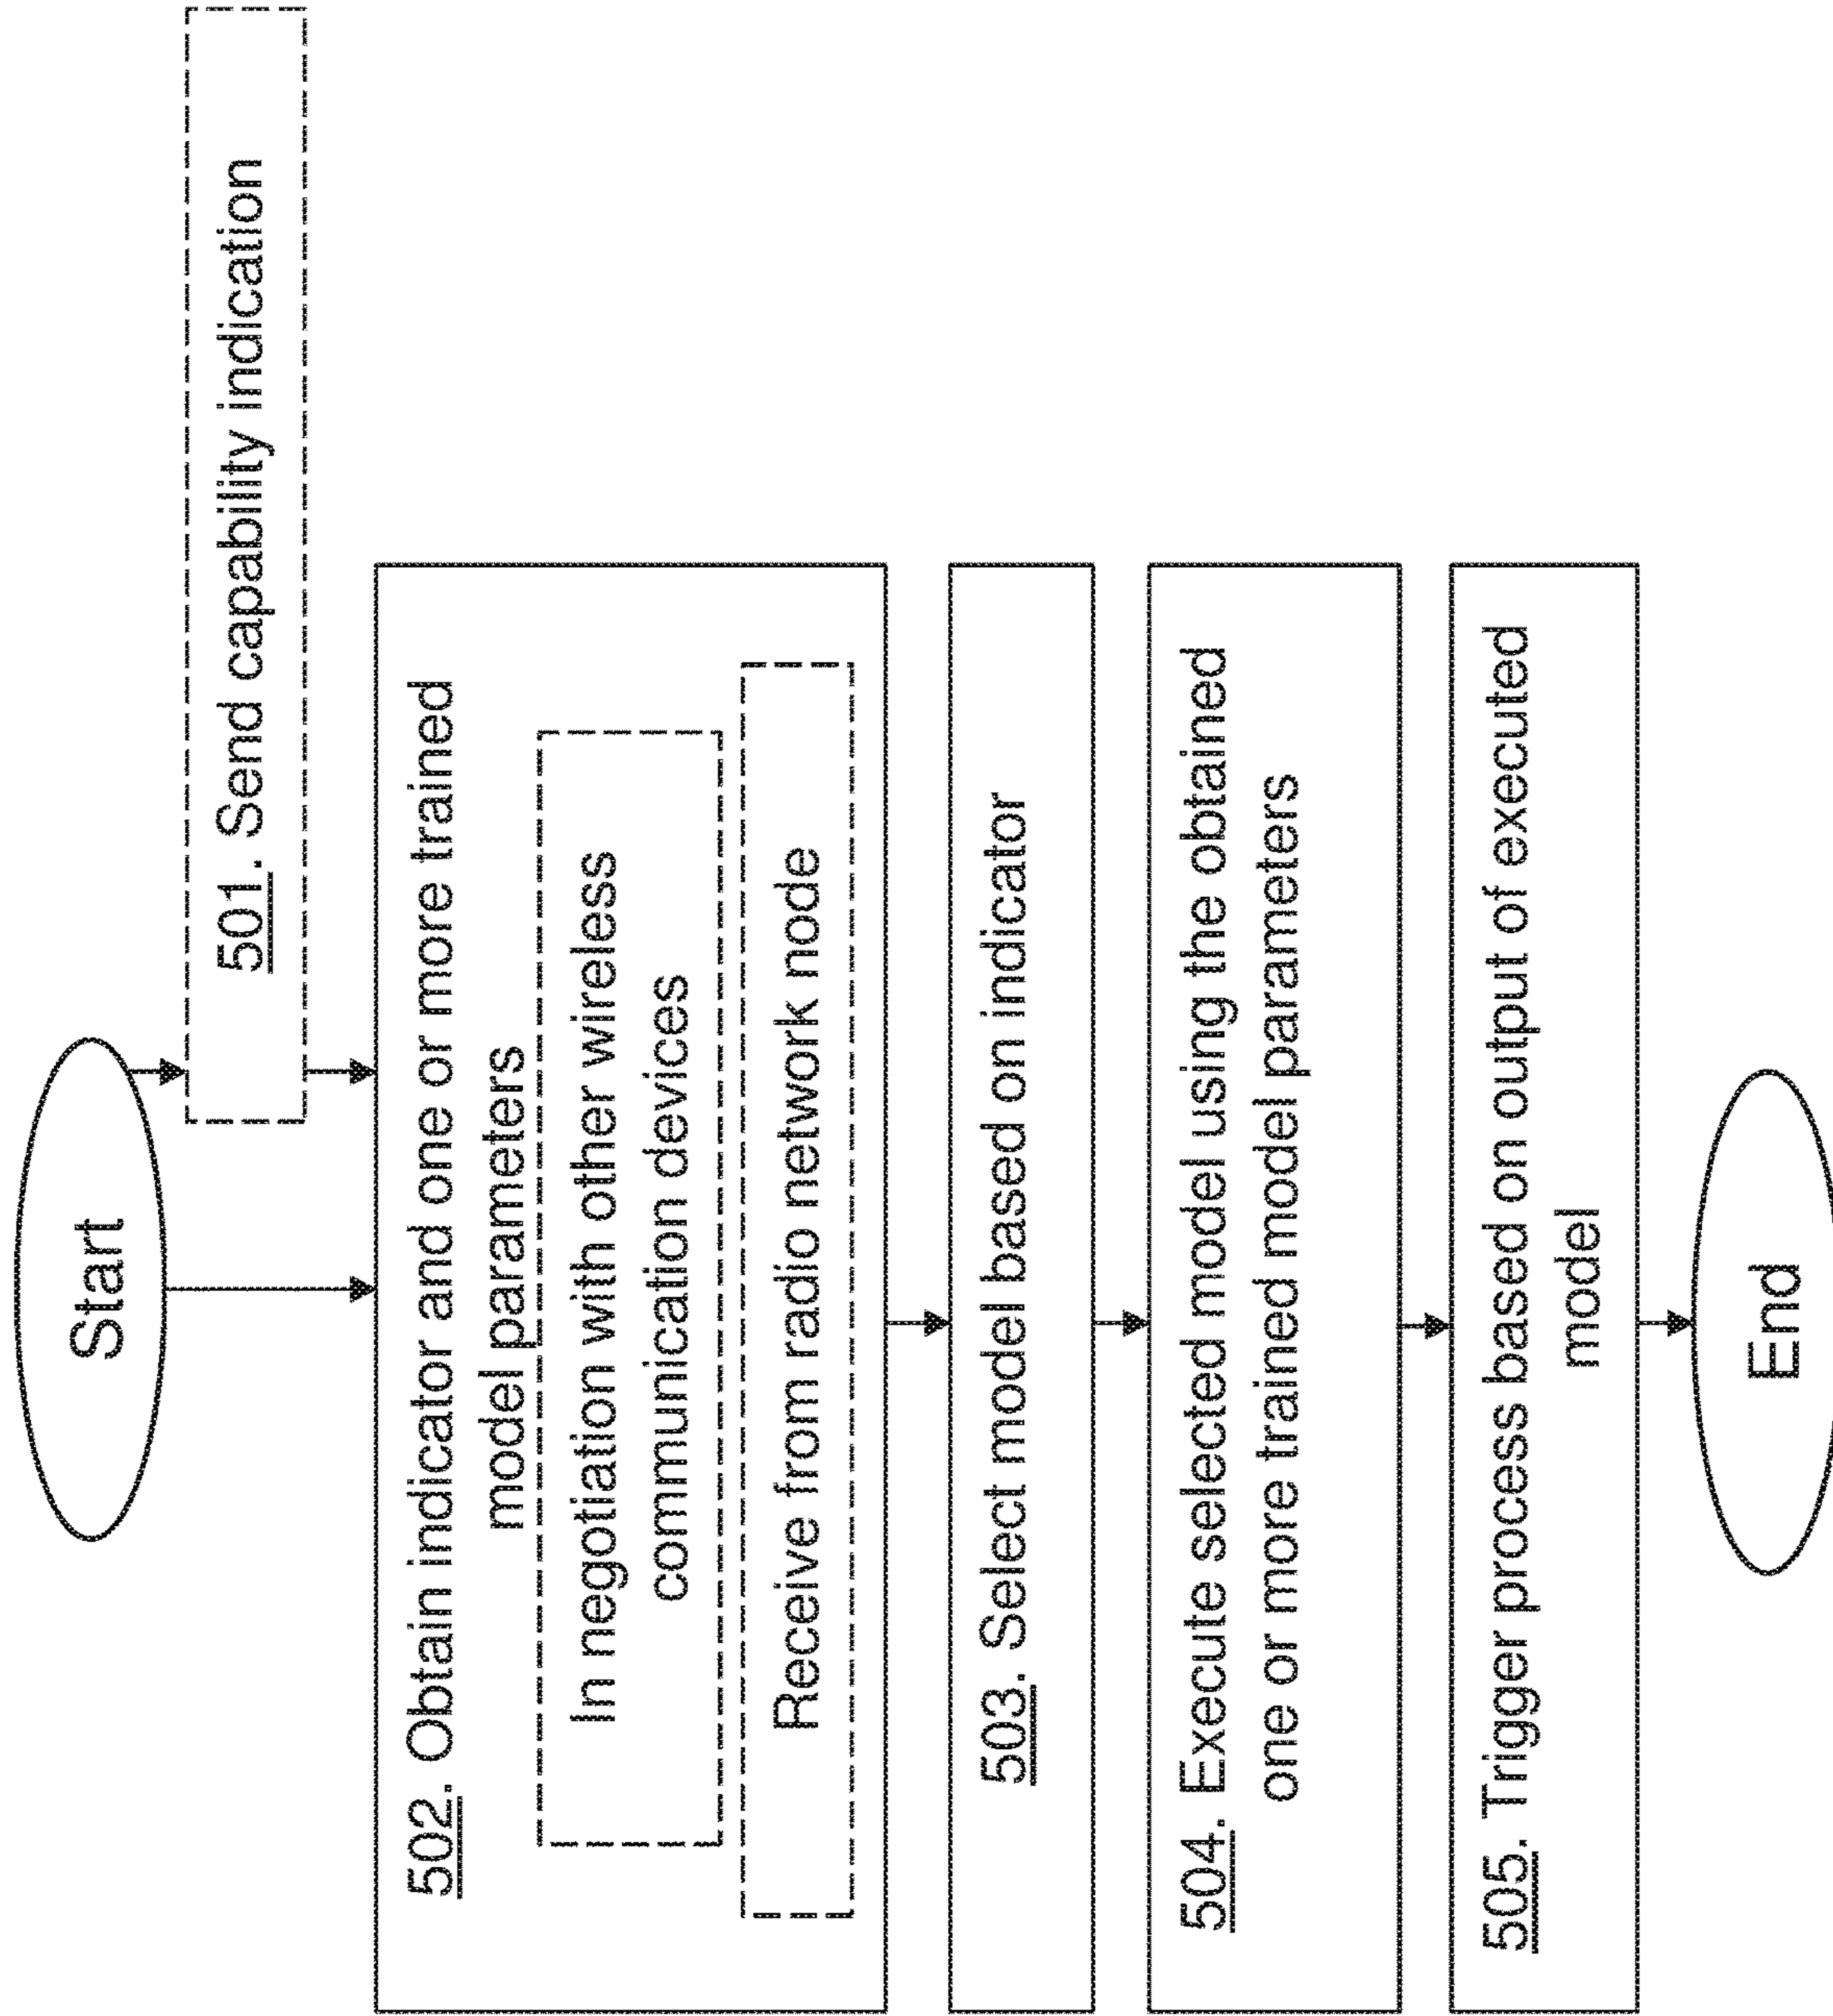 Start
501. Send capability indication
502. Obtain indicator and one or more trained
model parameters
In negotiation with other wireless
communication devices
Receive from radio network node
503. Select model based on indicator
504. Execute selected model using the obtained
one or more trained model parameters
505. Trigger process based on output of executed
model
End